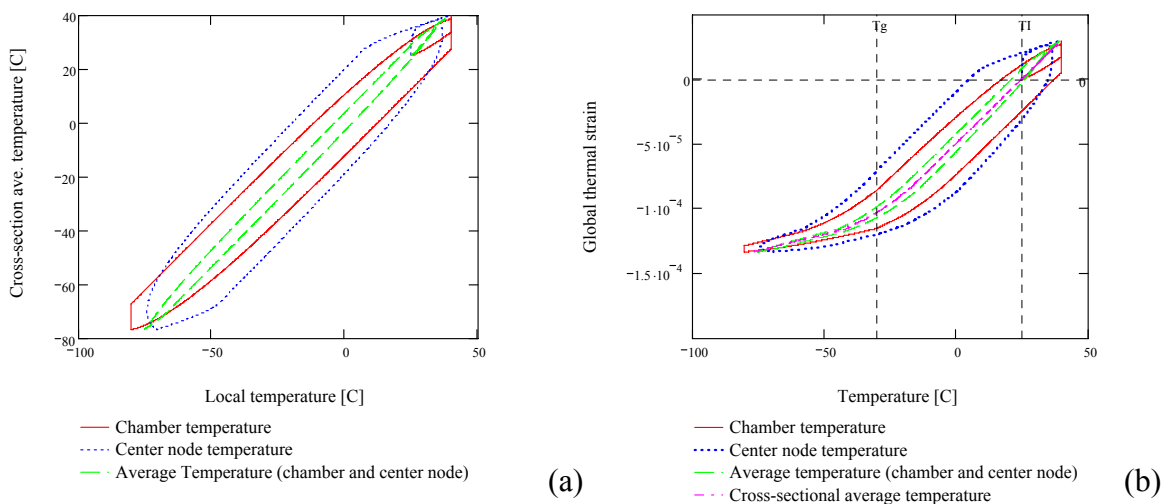 40
20
0
−20
−40
−60
−80
−100
−50
0
50
Cross-section ave. temperature [C]
Local temperature [C]
Chamber temperature
Center node temperature
Average Temperature (chamber and center node)
(a)
Tg
TI
0
0
−5·10⁻⁵
−1·10⁻⁴
−1.5·10⁻⁴
−100
−50
0
50
Global thermal strain
Temperature [C]
Chamber temperature
Center node temperature
Average temperature (chamber and center node)
Cross-sectional average temperature
(b)